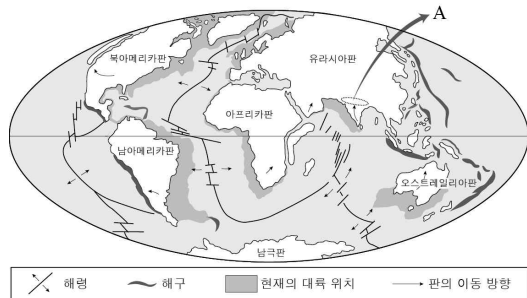 A
북아메리카판
유라시아판
아프리카판
남아메리카판
오스트레일리아판
남극판
해령 해구 현재의 대륙 위치 판의 이동 방향